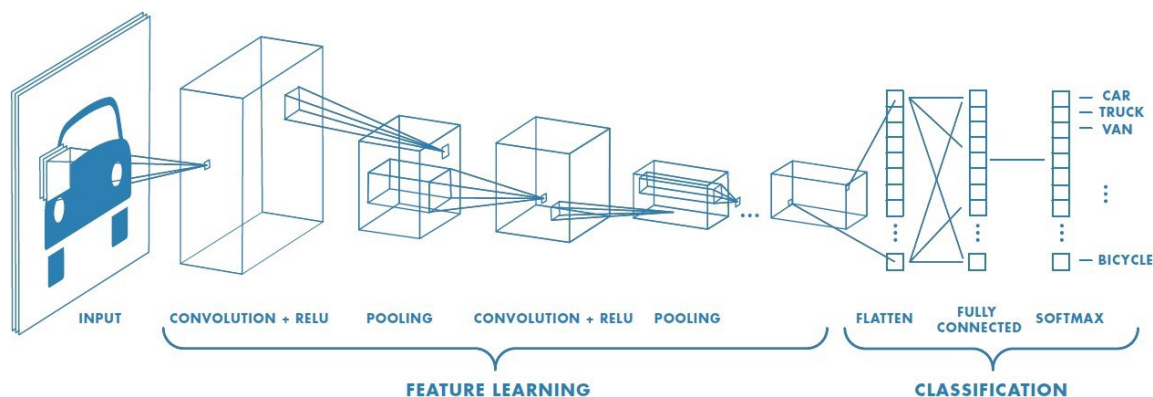 CAR
TRUCK
VAN
BICYCLE
INPUT
CONVOLUTION + RELU
POOLING
CONVOLUTION + RELU
POOLING
FLATTEN
FULLY
CONNECTED
SOFTMAX
FEATURE LEARNING
CLASSIFICATION